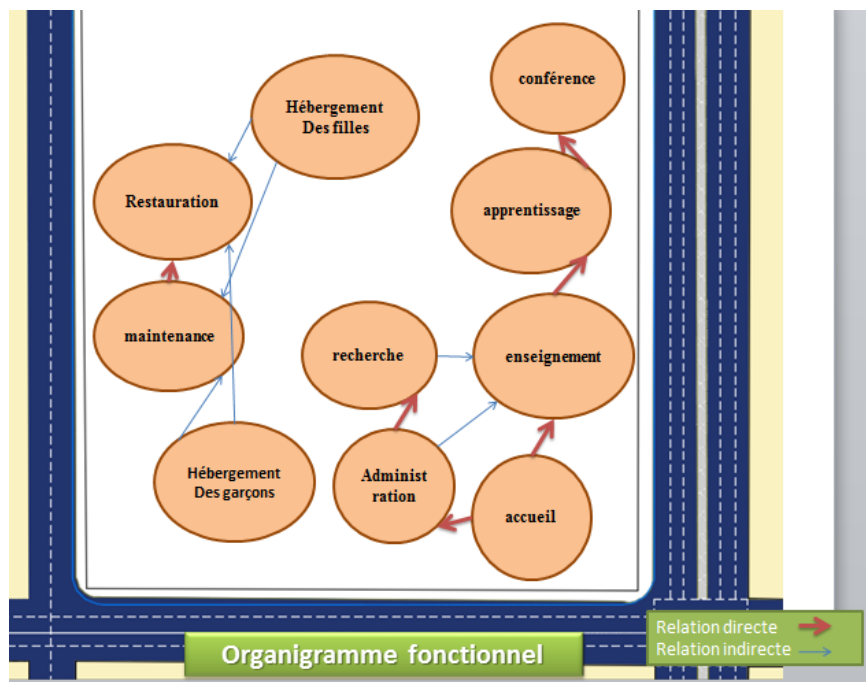 conférence
Hébergement
Des filles
Restauration
apprentissage
maintenance
recherche
enseignement
Hébergement
Des garçons
Administ
ration
accueil
Organigramme fonctionnel
Relation directe
Relation indirecte